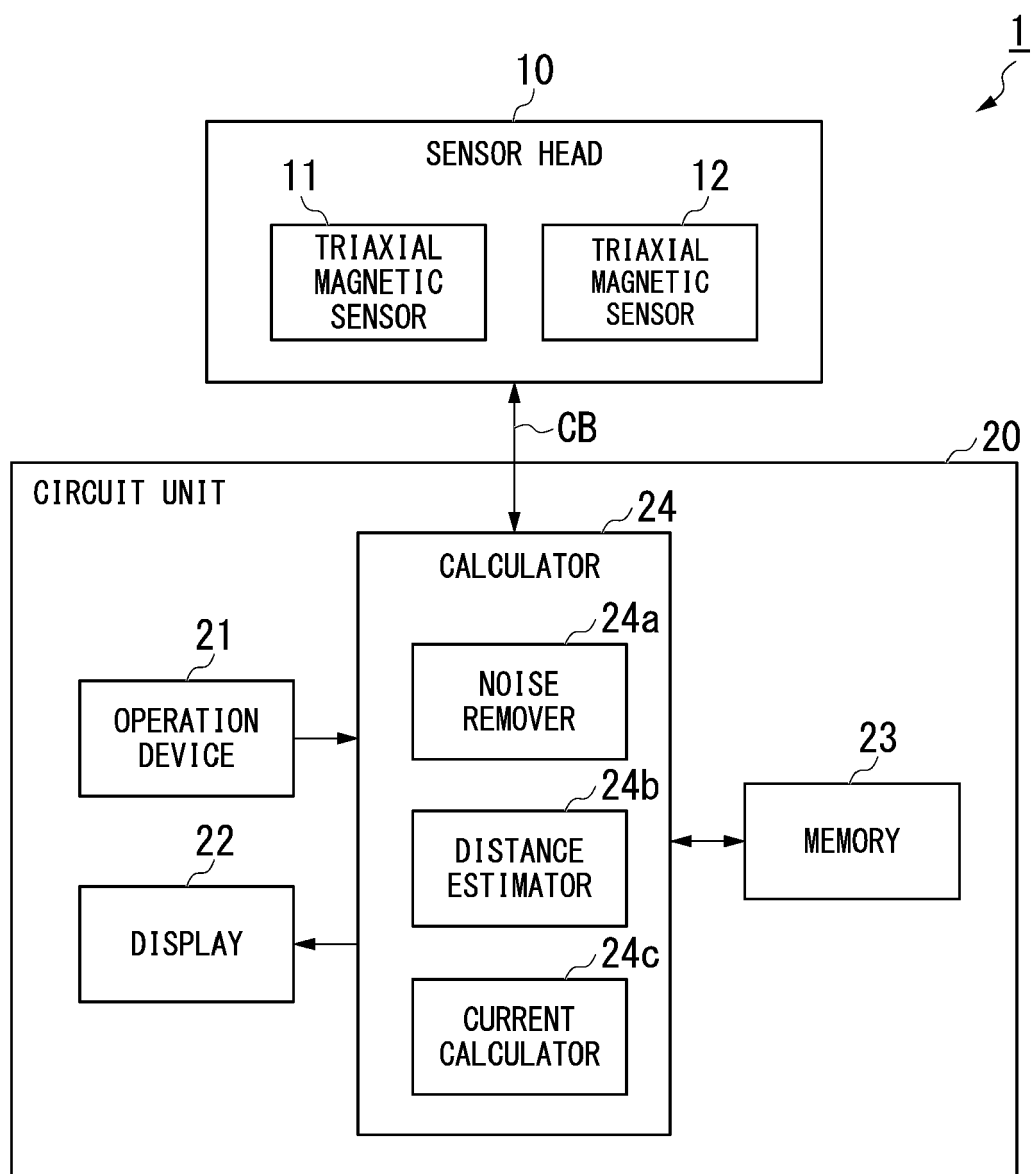 1
10
SENSOR HEAD
11
12
TRIAXIAL
MAGNETIC
SENSOR
TRIAXIAL
MAGNETIC
SENSOR
CB
20
CIRCUIT UNIT
24
CALCULATOR
24a
NOISE
REMOVER
21
OPERATION
DEVICE
24b
DISTANCE
ESTIMATOR
23
MEMORY
22
DISPLAY
24c
CURRENT
CALCULATOR